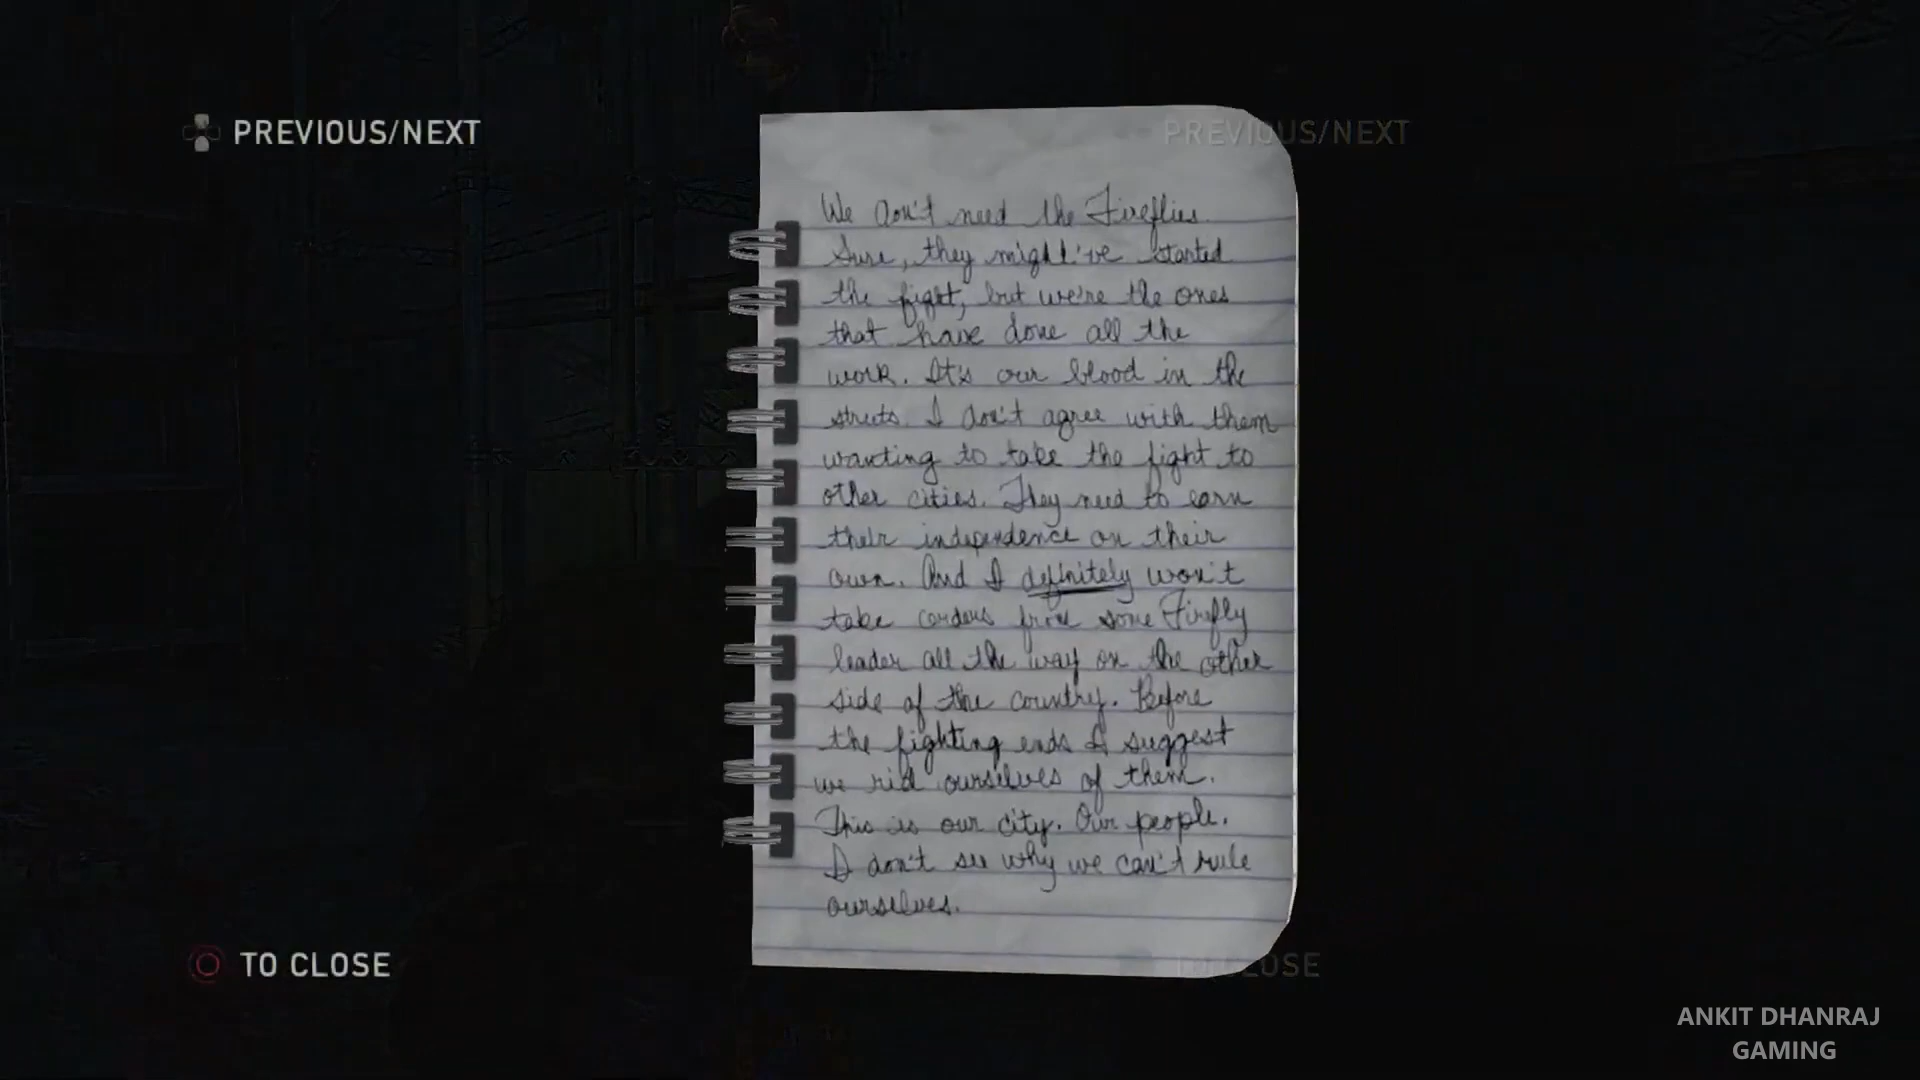 PREVIOUS/NEXT
PREVIOUS/NEXT
We don't need the Fireflies.
Sure, they might've started
the fight, but we're the ones
that have done all the
work. It's our blood in the
streets. I don't agree with them
wanting to take the fight to
other cities. They need to earn
their independence on their
own. And I definitely won't
take orders from some Firefly
leader all the way on the other
side of the country. Before
the fighting ends I suggest
we rid ourselves of them.
This is our city. Our people.
I don't see why we can't rule
ourselves.
TO CLOSE
TO CLOSE
ANKIT DHANRAJ
GAMING